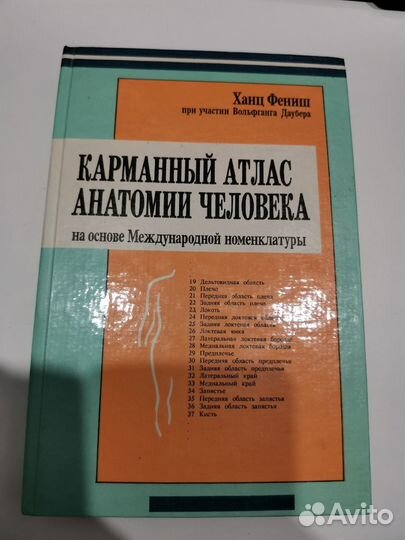 Ханц Фениш
при участии Вольфганга Даубера
КАРМАННЫЙ АТЛАС
АНАТОМИИ ЧЕЛОВЕКА
на основе Международной номенклатуры
19 Дельтовидная область
20 Плечо
21 Передняя область плеча
22 Задняя область плеча
23 Локоть
24 Передняя локтевая область
25 Задняя локтевая область
26 Локтевая ямка
27 Латеральная локтевая борозда
28 Медиальная локтевая борозда
29 Предплечье
30 Передняя область предплечья
31 Задняя область предплечья
32 Латеральный край
33 Медиальный край
34 Запястье
35 Передняя область запястья
36 Задняя область запястья
37 Кисть
Avito